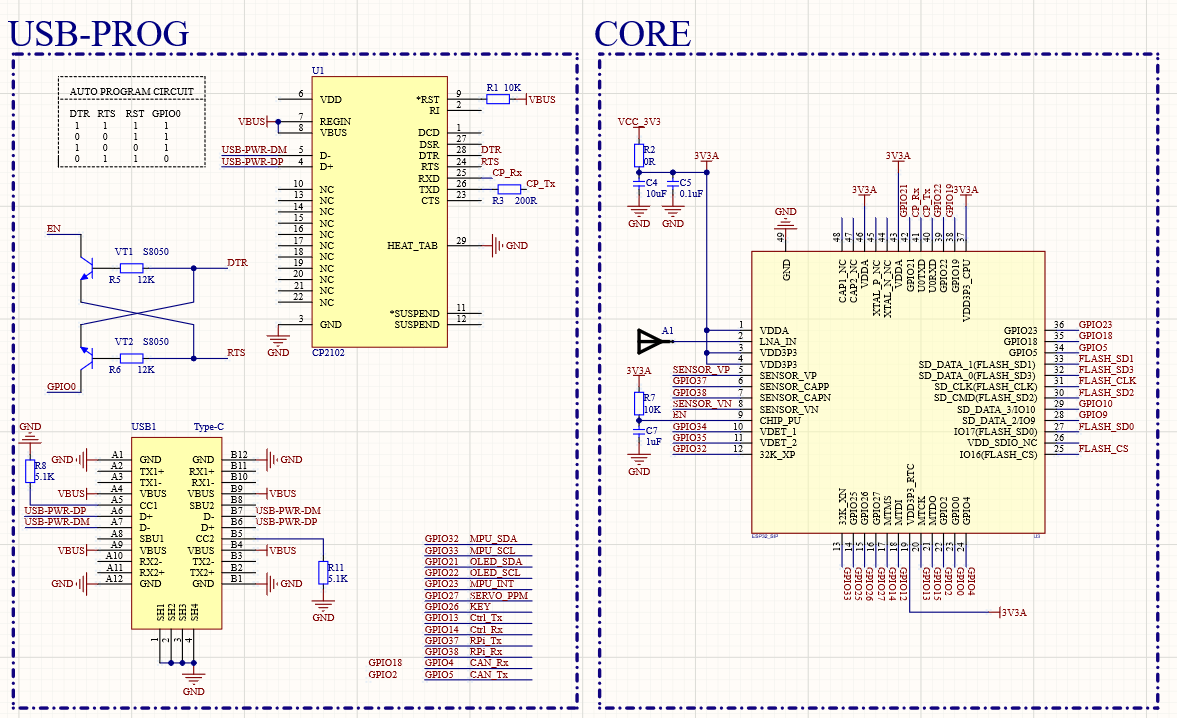 USB-PROG
AUTO PROGRAM CIRCUIT
DTR RTS RST GPIO0
1 1 1 1
0 0 1 1
1 0 0 1
0 1 1 0
U1
6 VDD
7 REGIN
8 VBUS
5 D-
4 D+
10 NC
13 NC
14 NC
15 NC
16 NC
17 NC
18 NC
19 NC
20 NC
21 NC
22 NC
3 GND
*RST 9
RI 2
DCD 1
DSR 27
DTR 28
RTS 24
RXD 25
TXD 26
CTS 23
HEAT_TAB 29
*SUSPEND 11
SUSPEND 12
CP2102
VBUS
USB-PWR-DM
USB-PWR-DP
GND
R1 10K
VBUS
DTR
RTS
CP_Rx
CP_Tx
R3 200R
GND
EN
VT1 S8050
R5 12K
DTR
VT2 S8050
R6 12K
RTS
GPIO0
USB1 Type-C
GND
R8
5.1K
GND
VBUS
USB-PWR-DP
USB-PWR-DM
VBUS
GND
A1 GND
A2 TX1+
A3 TX1-
A4 VBUS
A5 CC1
A6 D+
A7 D-
A8 SBU1
A9 VBUS
A10 RX2-
A11 RX2+
A12 GND
GND B12
RX1+ B11
RX1- B10
VBUS B9
SBU2 B8
D- B7
D+ B6
CC2 B5
VBUS B4
TX2- B3
TX2+ B2
GND B1
GND
VBUS
USB-PWR-DM
USB-PWR-DP
VBUS
GND
R11
5.1K
GND
SH1
SH2
SH3
SH4
1
2
3
4
GND
GPIO32 MPU_SDA
GPIO33 MPU_SCL
GPIO21 OLED_SDA
GPIO22 OLED_SCL
GPIO23 MPU_INT
GPIO27 SERVO_PPM
GPIO26 KEY
GPIO13 Ctrl_Tx
GPIO14 Ctrl_Rx
GPIO37 RPi_Tx
GPIO38 RPi_Rx
GPIO18 GPIO4 CAN_Rx
GPIO2 GPIO5 CAN_Tx
CORE
VCC_3V3
R2
0R
3V3A
C4
10uF
C5
0.1uF
GND
GND
A1
3V3A
R7
10K
C7
1uF
GND
SENSOR_VP
GPIO37
GPIO38
SENSOR_VN
EN
GPIO34
GPIO35
GPIO32
1 VDDA
2 LNA_IN
3 VDD3P3
4 VDD3P3
5 SENSOR_VP
6 SENSOR_CAPP
7 SENSOR_CAPN
8 SENSOR_VN
9 CHIP_PU
10 VDET_1
11 VDET_2
12 32K_XP
GND
3V3A
3V3A
GPIO21
CP_Rx
CP_Tx
GPIO22
GPIO19
3V3A
49 GND
48 CAP1_NC
47 CAP2_NC
46 VDDA
45 XTAL_P_NC
44 XTAL_N_NC
43 VDDA
42 GPIO21
41 U0TXD
40 U0RXD
39 GPIO22
38 GPIO19
37 VDD3P3_CPU
GPIO23 36 GPIO23
GPIO18 35 GPIO18
GPIO5 34 GPIO5
SD_DATA_1(FLASH_SD1) 33 FLASH_SD1
SD_DATA_0(FLASH_SD3) 32 FLASH_SD3
SD_CLK(FLASH_CLK) 31 FLASH_CLK
SD_CMD(FLASH_SD2) 30 FLASH_SD2
SD_DATA_3/IO10 29 GPIO10
SD_DATA_2/IO9 28 GPIO9
IO17(FLASH_SD0) 27 FLASH_SD0
VDD_SDIO_NC 26
IO16(FLASH_CS) 25 FLASH_CS
32K_XN 13 GPIO33
GPIO25 14 GPIO25
GPIO26 15 GPIO26
GPIO27 16 GPIO27
MTMS 17 GPIO14
MTDI 18 GPIO12
VDD3P3_RTC 19
MTCK 20 GPIO13
MTDO 21 GPIO15
GPIO2 22 GPIO2
GPIO0 23 GPIO0
GPIO4 24 GPIO4
3V3A
ESP32_SIP
U3